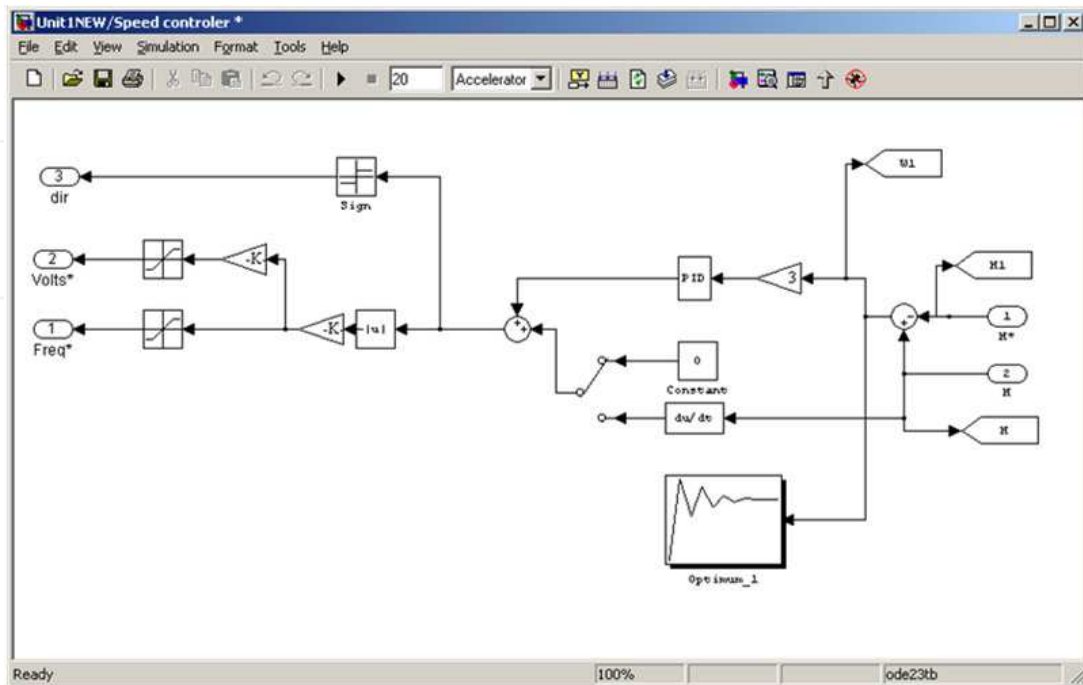 Unit1NEW/Speed controler *
File Edit View Simulation Format Tools Help
20 Accelerator
3
dir
Sign
W1
2
Volts*
-K
PID
3
M1
1
Freq*
-K
|u|
1
M*
0
Constant
2
M
du/dt
M
Optimum_1
Ready 100% ode23tb